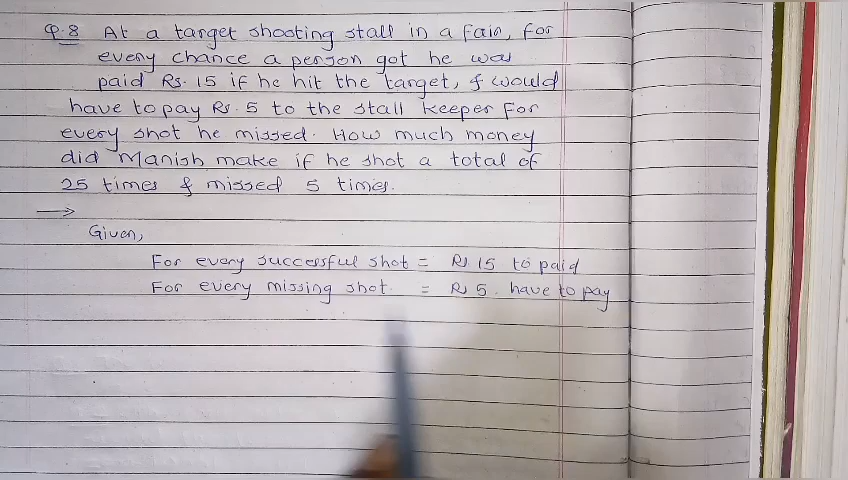 Q.8 At a target shooting stall in a fair, for
every chance a person got he was
paid Rs. 15 if he hit the target, & would
have to pay Rs. 5 to the stall keeper for
every shot he missed. How much money
did Manish make if he shot a total of
25 times & missed 5 times.
→
Given,
For every successful shot = Rs 15 to paid
For every missing shot. = Rs 5. have to pay